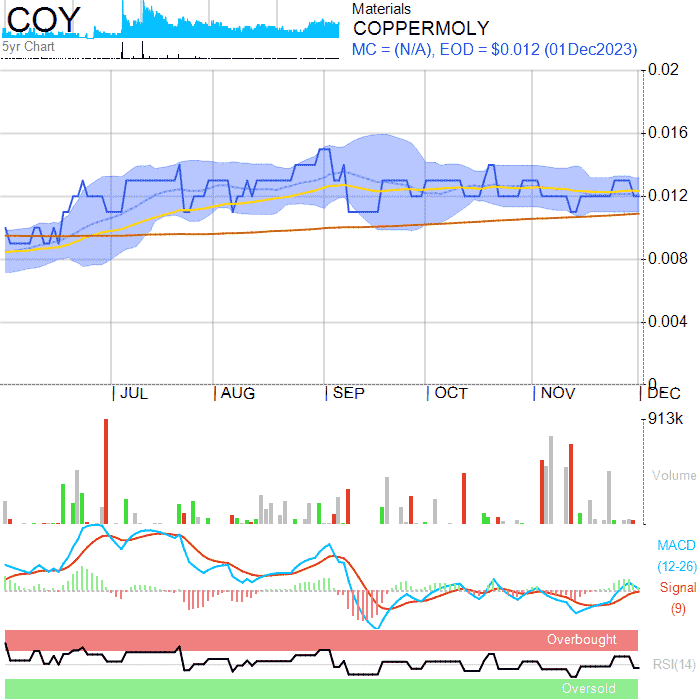 COY
5yr Chart
Materials
COPPERMOLY
MC = (N/A), EOD = $0.012 (01Dec2023)
0.02
0.016
0.012
0.008
0.004
0
JUL AUG SEP OCT NOV DEC
913k
Volume
MACD
(12-26)
Signal
(9)
Overbought
RSI(14)
Oversold